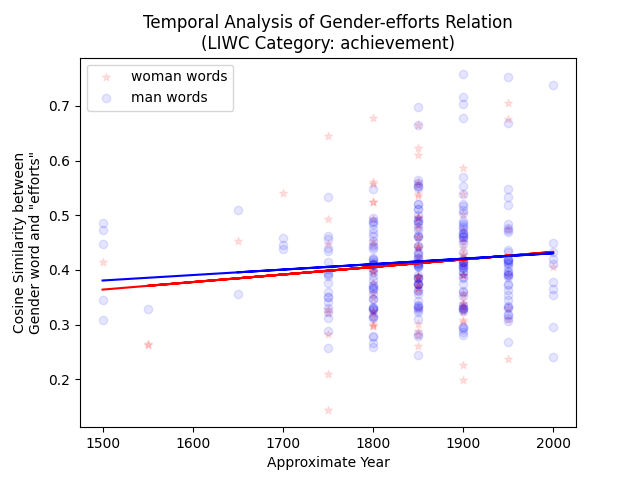 Temporal Analysis of Gender-efforts Relation
(LIWC Category: achievement)
woman words
man words
Cosine Similarity between
Gender word and "efforts"
0.7
0.6
0.5
0.4
0.3
0.2
1500 1600 1700 1800 1900 2000
Approximate Year